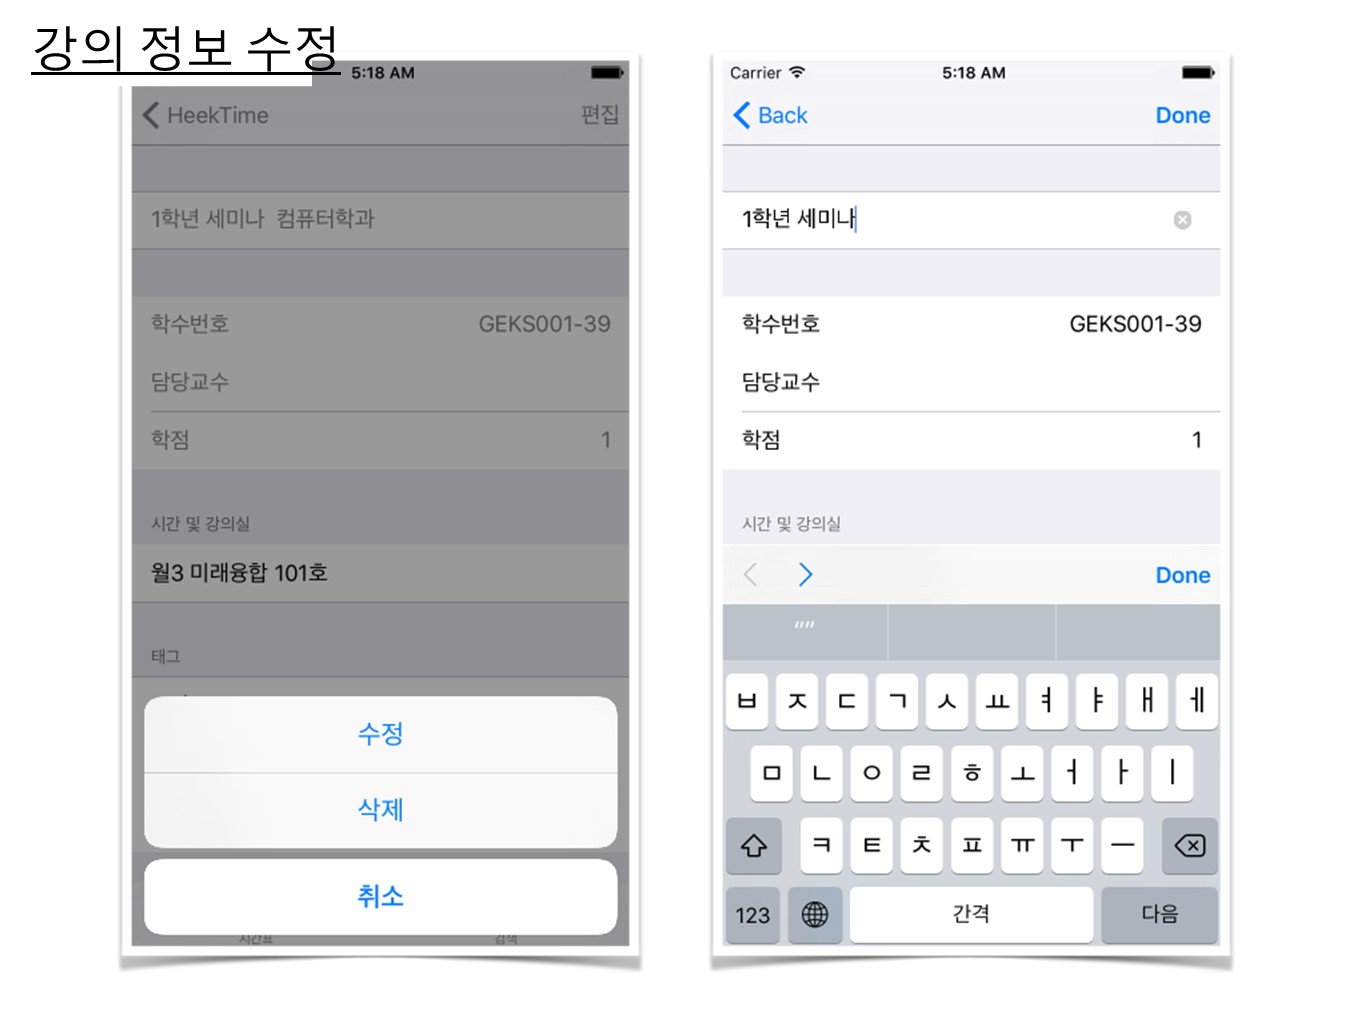 강의 정보 수정
5:18 AM
HeekTime 편집
1학년 세미나 컴퓨터학과
학수번호 GEKS001-39
담당교수
학점 1
시간 및 강의실
월3 미래융합 101호
태그
수정
삭제
취소
시간표 검색
Carrier 5:18 AM
Back Done
1학년 세미나
학수번호 GEKS001-39
담당교수
학점 1
시간 및 강의실
Done
""
ㅂ ㅈ ㄷ ㄱ ㅅ ㅛ ㅕ ㅑ ㅐ ㅔ
ㅁ ㄴ ㅇ ㄹ ㅎ ㅗ ㅓ ㅏ ㅣ
ㅋ ㅌ ㅊ ㅍ ㅠ ㅜ ㅡ
123 간격 다음